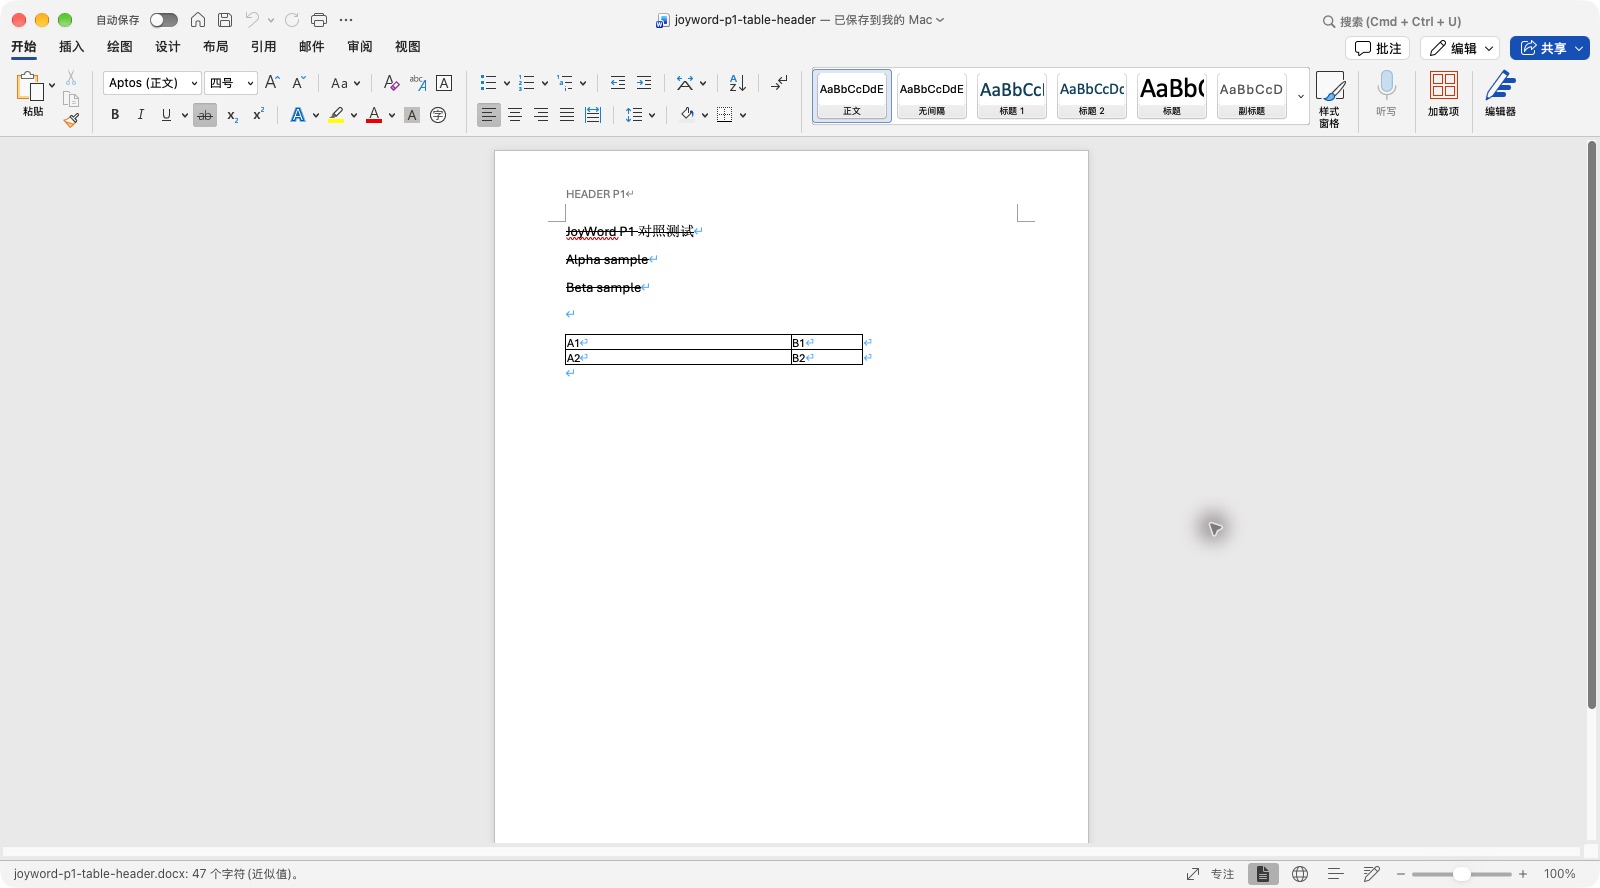 自动保存
joyword-p1-table-header — 已保存到我的 Mac
搜索 (Cmd + Ctrl + U)
开始 插入 绘图 设计 布局 引用 邮件 审阅 视图
批注 编辑 共享
粘贴
Aptos (正文) 四号 A A Aa A abc A A
B I U ab x₂ x² A A A 字
AaBbCcDdE AaBbCcDdE AaBbCcI AaBbCcDc AaBb( AaBbCcD
正文 无间隔 标题 1 标题 2 标题 副标题
样式
窗格
听写 加载项 编辑器
HEADER P1↵
JoyWord P1 对照测试↵
Alpha sample↵
Beta sample↵
↵
A1↵ B1↵ ↵
A2↵ B2↵ ↵
↵
joyword-p1-table-header.docx: 47 个字符(近似值)。
专注
100%